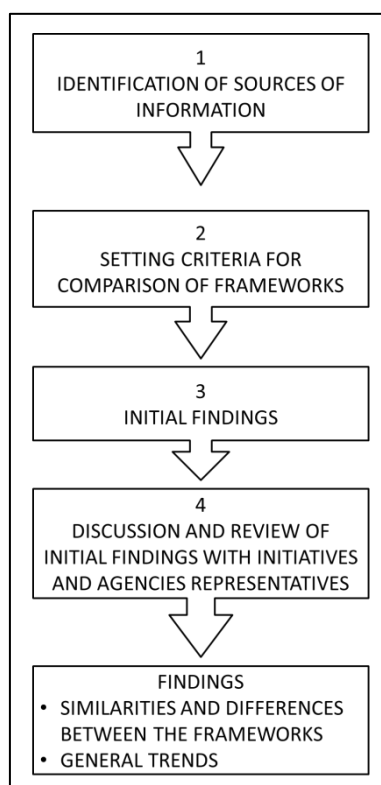 1
IDENTIFICATION OF SOURCES OF
INFORMATION
2
SETTING CRITERIA FOR
COMPARISON OF FRAMEWORKS
3
INITIAL FINDINGS
4
DISCUSSION AND REVIEW OF
INITIAL FINDINGS WITH INITIATIVES
AND AGENCIES REPRESENTATIVES
FINDINGS
• SIMILARITIES AND DIFFERENCES
BETWEEN THE FRAMEWORKS
• GENERAL TRENDS